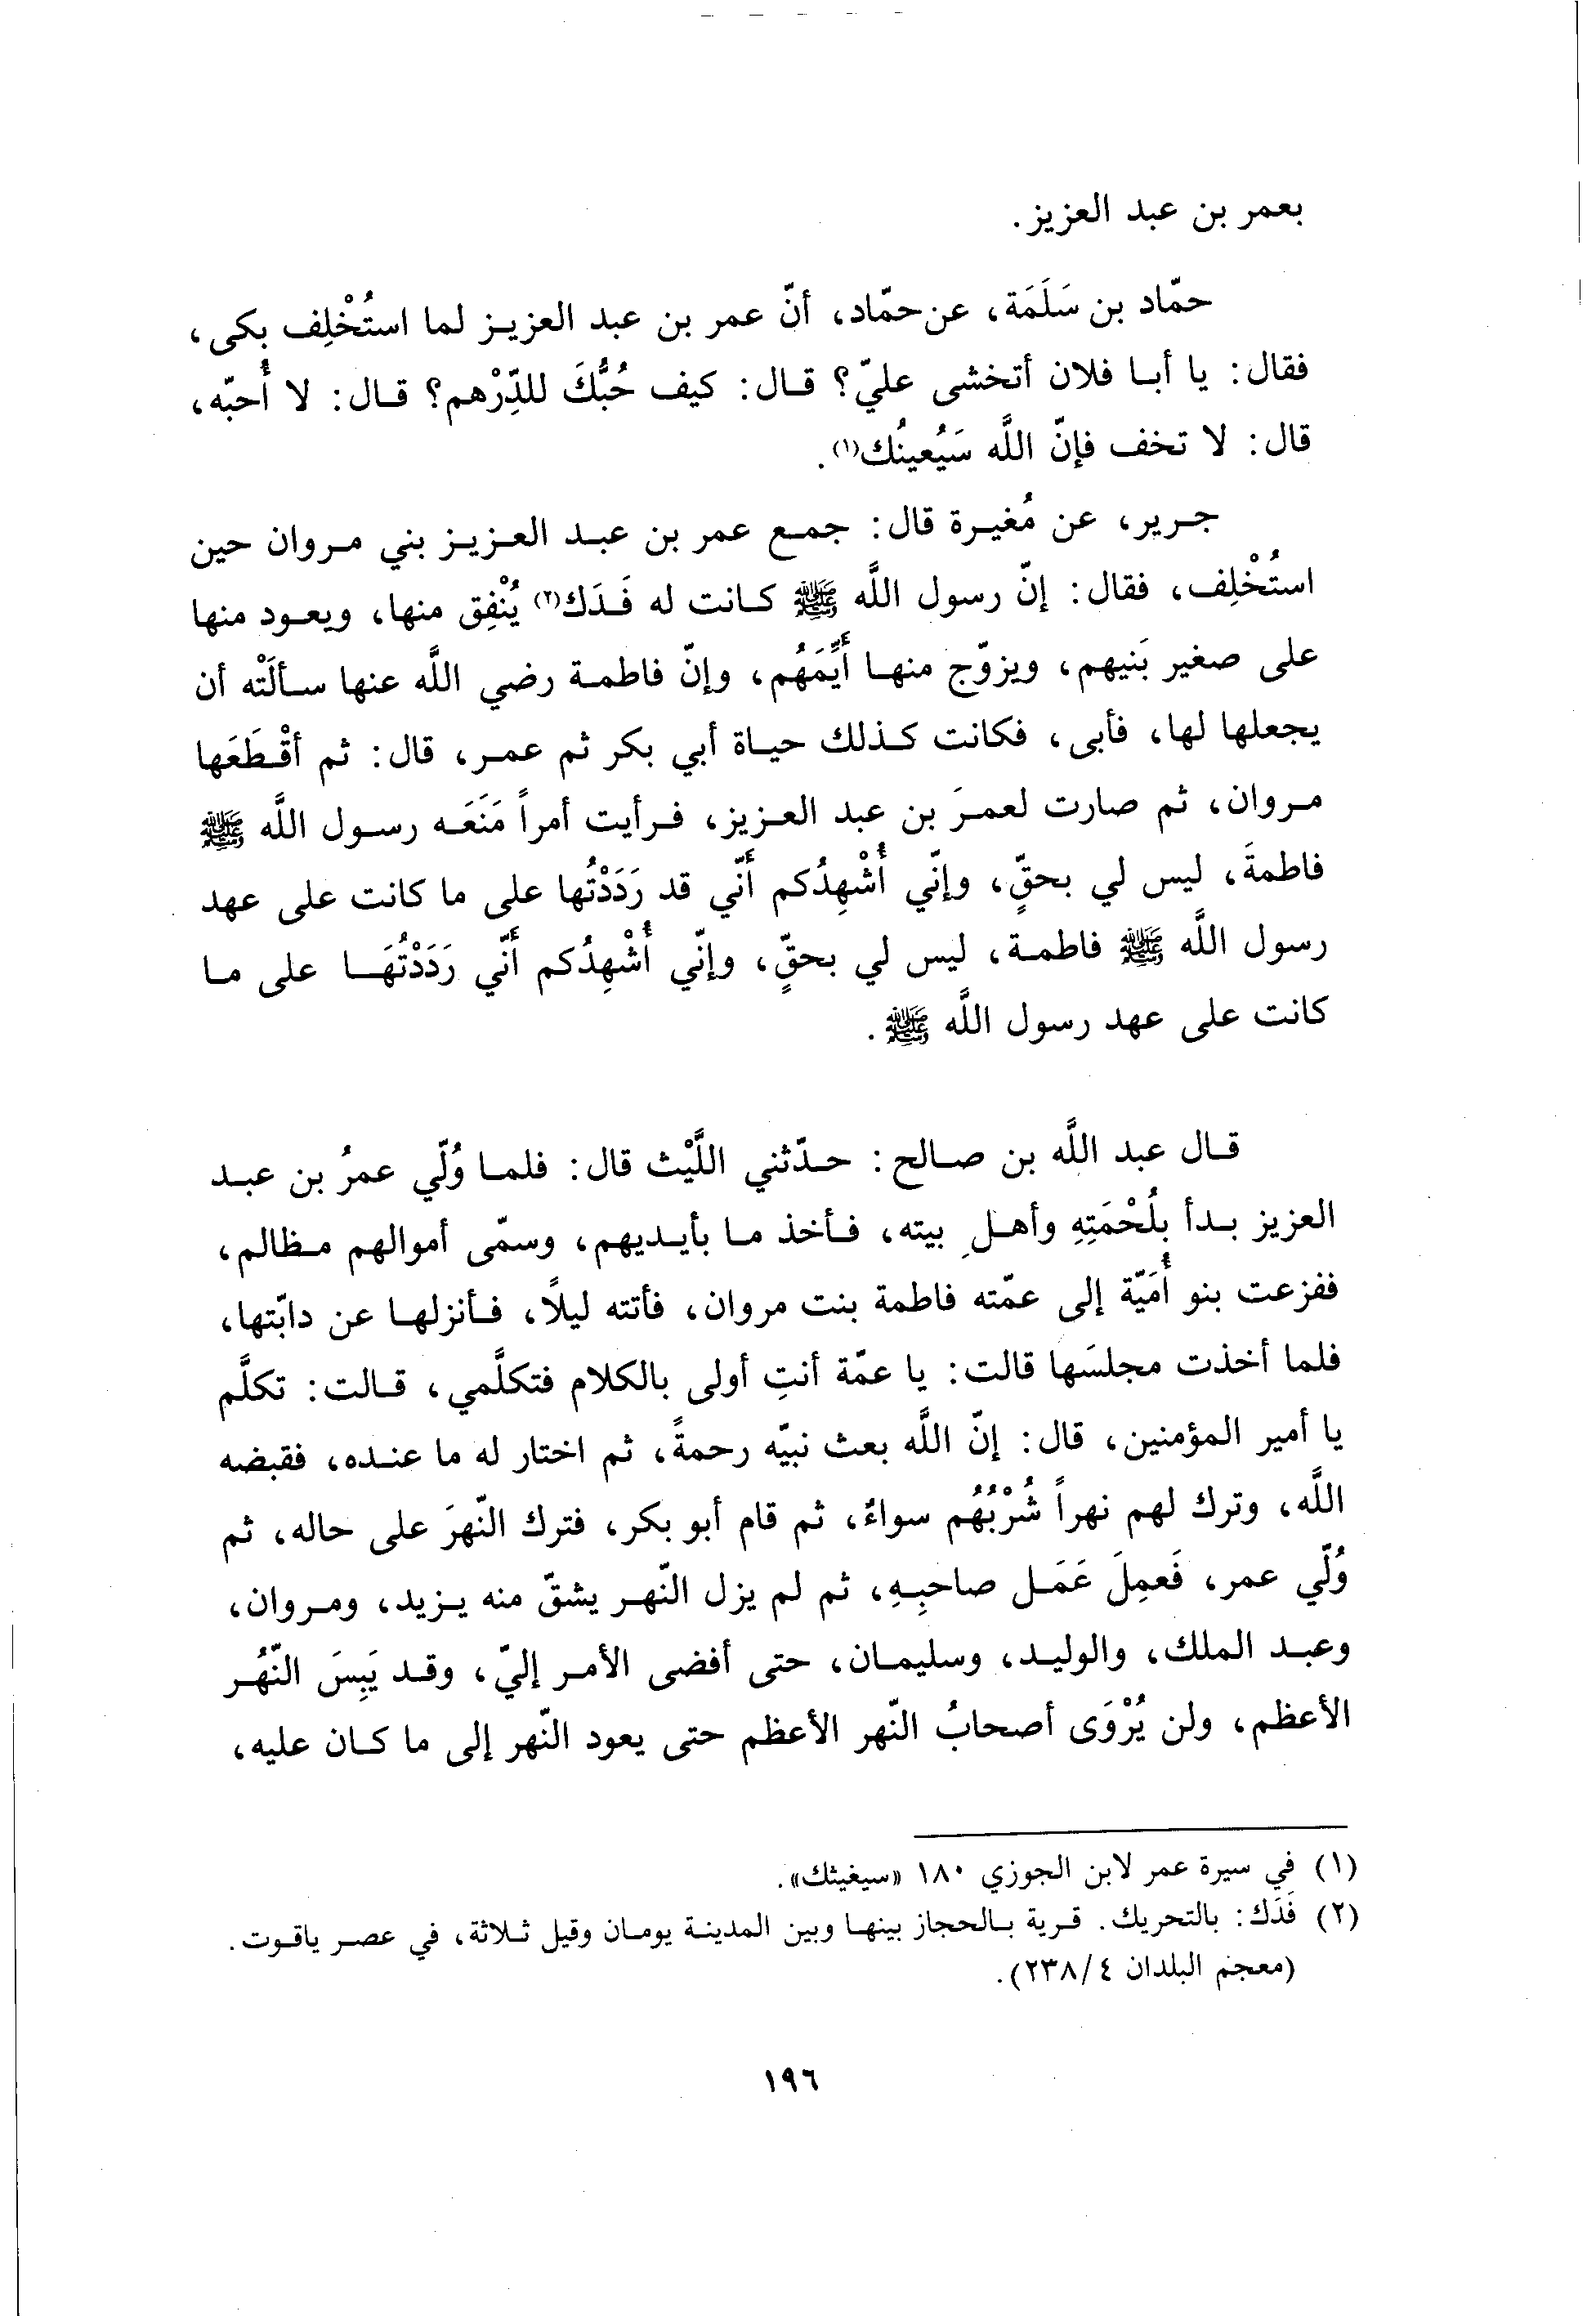 بعمر بن عبد العزيز.
حمّاد بن سَلَمَة، عن حمّاد، أنّ عمر بن عبد العزيز لما استُخْلِف بكى،
فقال: يا أبا فلان أتخشى عليّ؟ قال: كيف حُبُّكَ للدِّرْهم؟ قال: لا أُحبّه،
قال: لا تخف فإنّ اللَّه سَيُعينُك(١).
جرير، عن مُغيرة قال: جمع عمر بن عبد العزيز بني مروان حين
استُخْلِف، فقال: إنّ رسول اللَّه ﷺ كانت له فَدَك(٢) يُنْفِق منها، ويعود منها
على صغير بَنيهم، ويزوّج منها أَيِّمَهُم، وإنّ فاطمة رضي اللَّه عنها سألَتْه أن
يجعلها لها، فأبى، فكانت كذلك حياة أبي بكر ثم عمر، قال: ثم أقْطَعَها
مروان، ثم صارت لعمرَ بن عبد العزيز، فرأيت أمراً مَنَعَه رسول اللَّه ﷺ
فاطمةَ، ليس لي بحقٍّ، وإنّي أُشْهِدُكم أَنّي قد رَدَدْتُها على ما كانت على عهد
رسول اللَّه ﷺ فاطمة، ليس لي بحقٍّ، وإنّي أُشْهِدُكم أَنّي رَدَدْتُهَا على ما
كانت على عهد رسول اللَّه ﷺ.
قال عبد اللَّه بن صالح: حدّثني اللَّيْث قال: فلما وُلّي عمرُ بن عبد
العزيز بدأ بلُحْمَتِهِ وأهلِ بيته، فأخذ ما بأيديهم، وسمّى أموالهم مظالم،
ففزعت بنو أُمَيّة إلى عمّته فاطمة بنت مروان، فأتته ليلًا، فأنزلها عن دابّتها،
فلما أخذت مجلسَها قالت: يا عمّة أنتِ أولى بالكلام فتكلَّمي، قالت: تكلَّم
يا أمير المؤمنين، قال: إنّ اللَّه بعث نبيّه رحمةً، ثم اختار له ما عنده، فقبضه
اللَّه، وترك لهم نهراً شُرْبُهُم سواءٌ، ثم قام أبو بكر، فترك النّهرَ على حاله، ثم
وُلّي عمر، فَعمِلَ عَمَل صاحبِهِ، ثم لم يزل النّهر يشقّ منه يزيد، ومروان،
وعبد الملك، والوليد، وسليمان، حتى أفضى الأمر إليّ، وقد يَبِسَ النّهُر
الأعظم، ولن يُرْوَى أصحابُ النّهر الأعظم حتى يعود النّهر إلى ما كان عليه،
(١) في سيرة عمر لابن الجوزي ١٨٠ «سيغيثك».
(٢) فَدَك: بالتحريك. قرية بالحجاز بينها وبين المدينة يومان وقيل ثلاثة، في عصر ياقوت.
(معجم البلدان ٤/٢٣٨).
١٩٦